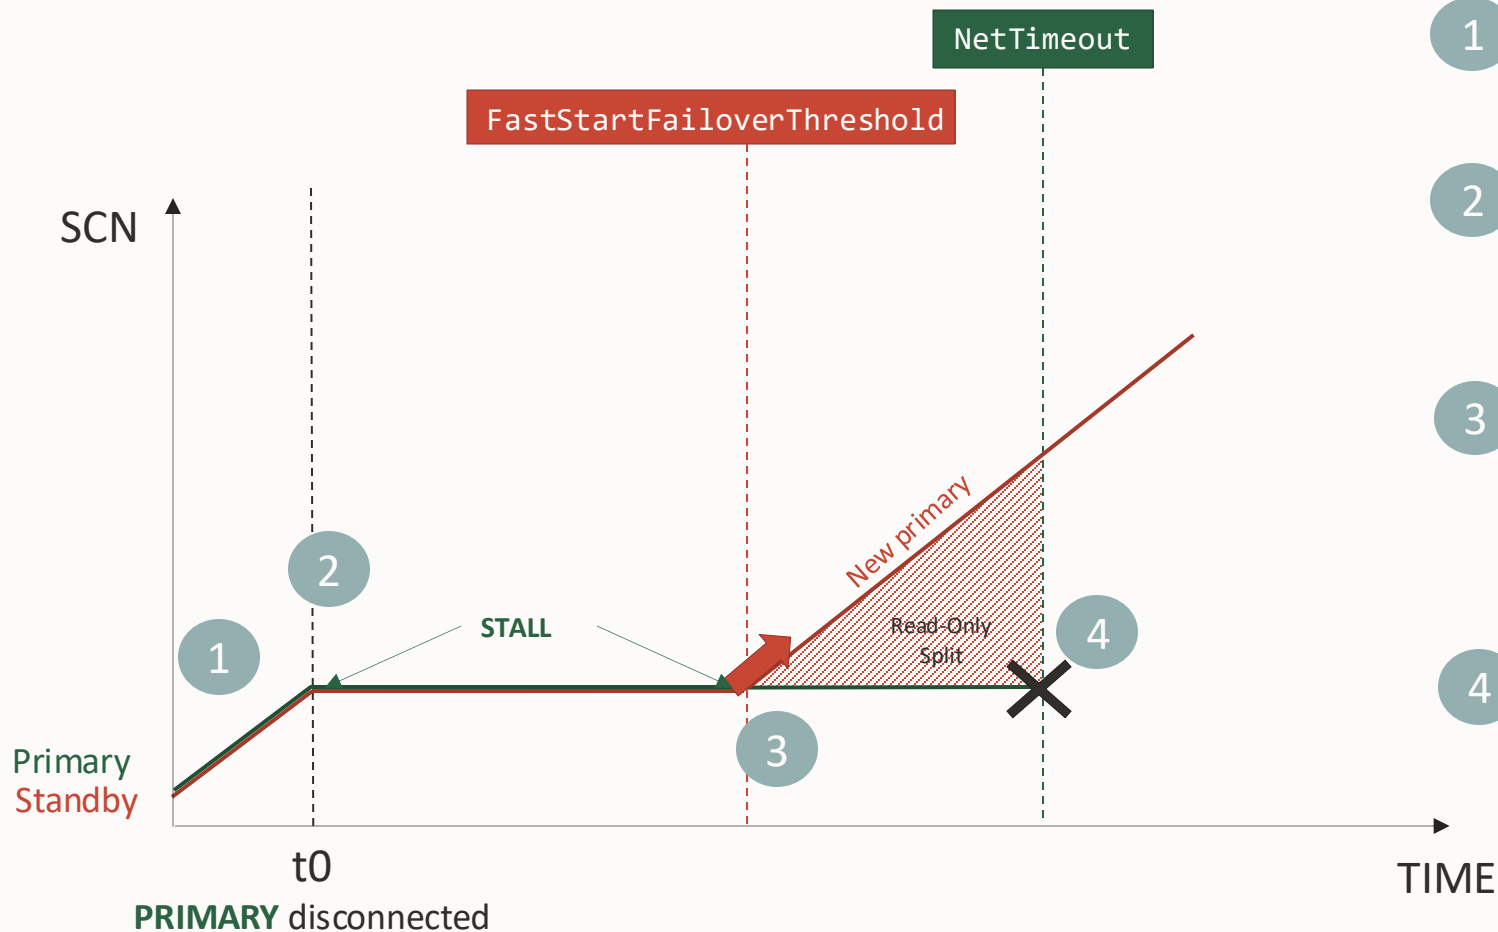 NetTimeout
1
FastStartFailoverThreshold
2
SCN
3
New primary
2
STALL
Read-Only
Split
4
1
4
3
Primary
Standby
t0
TIME
PRIMARY disconnected